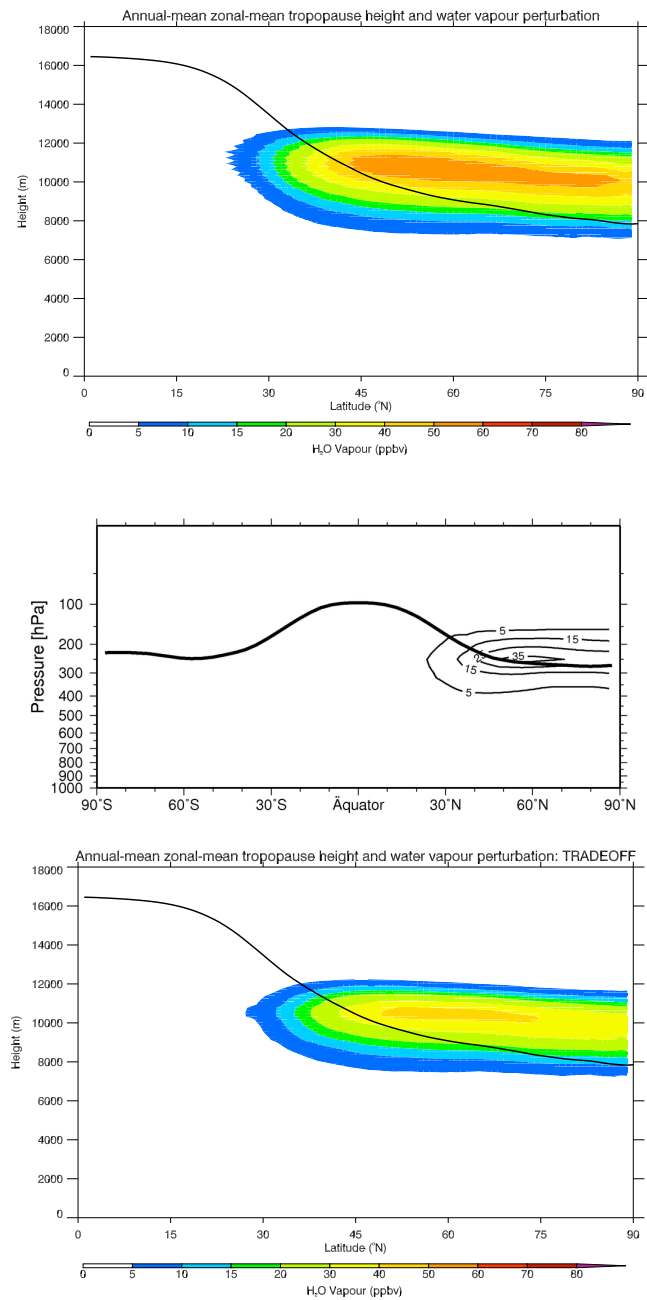 Annual-mean zonal-mean tropopause height and water vapour perturbation
18000
16000
14000
12000
10000
8000
6000
4000
2000
0
Height (m)
0 15 30 45 60 75 90
Latitude (°N)
0 5 10 15 20 30 40 50 60 70 80
H₂O Vapour (ppbv)
Pressure [hPa]
100
200
300
400
500
600
700
800
900
1000
5
15
25
35
15
5
90°S 60°S 30°S Äquator 30°N 60°N 90°N
Annual-mean zonal-mean tropopause height and water vapour perturbation: TRADEOFF
18000
16000
14000
12000
10000
8000
6000
4000
2000
0
Height (m)
0 15 30 45 60 75 90
Latitude (°N)
0 5 10 15 20 30 40 50 60 70 80
H₂O Vapour (ppbv)